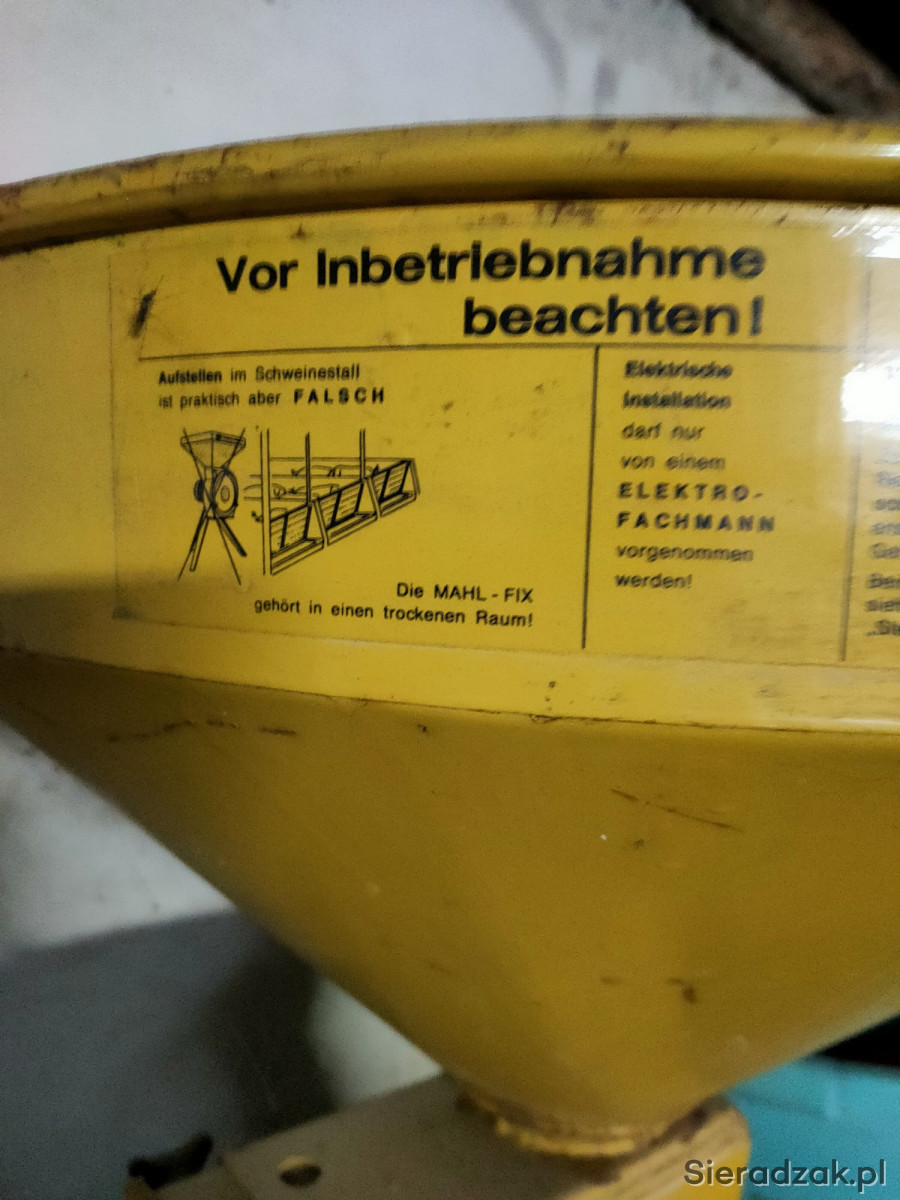 Vor Inbetriebnahme
beachten!
Aufstellen im Schweinestall
ist praktisch aber FALSCH
Die MAHL-FIX
gehört in einen trockenen Raum!
Elektrische
Installation
darf nur
von einem
ELEKTRO-
FACHMANN
vorgenommen
werden!
Sieradzak.pl